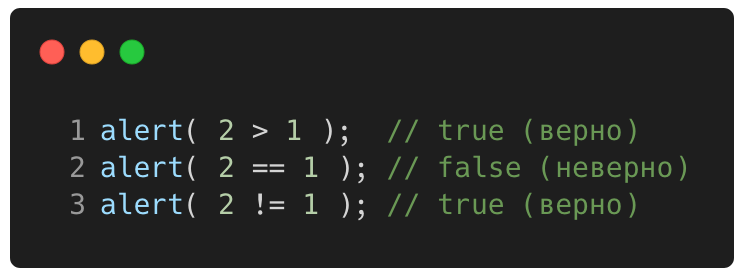 1 alert( 2 > 1 );  // true (верно)
2 alert( 2 == 1 ); // false (неверно)
3 alert( 2 != 1 ); // true (верно)